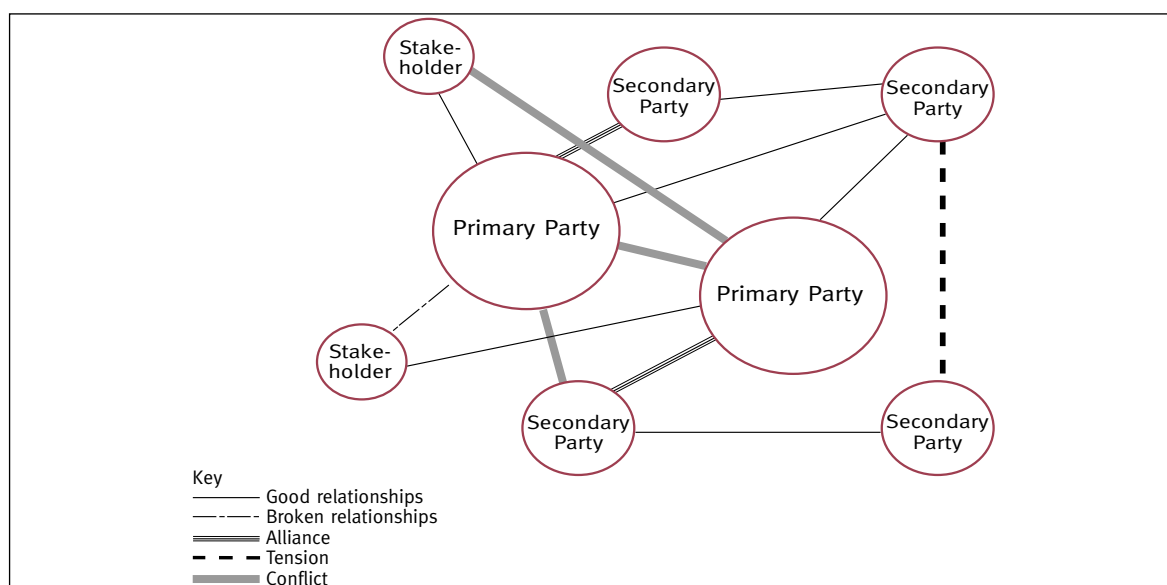 Stake-
holder
Secondary
Party
Secondary
Party
Primary Party
Primary Party
Stake-
holder
Secondary
Party
Secondary
Party
Key
Good relationships
Broken relationships
Alliance
Tension
Conflict